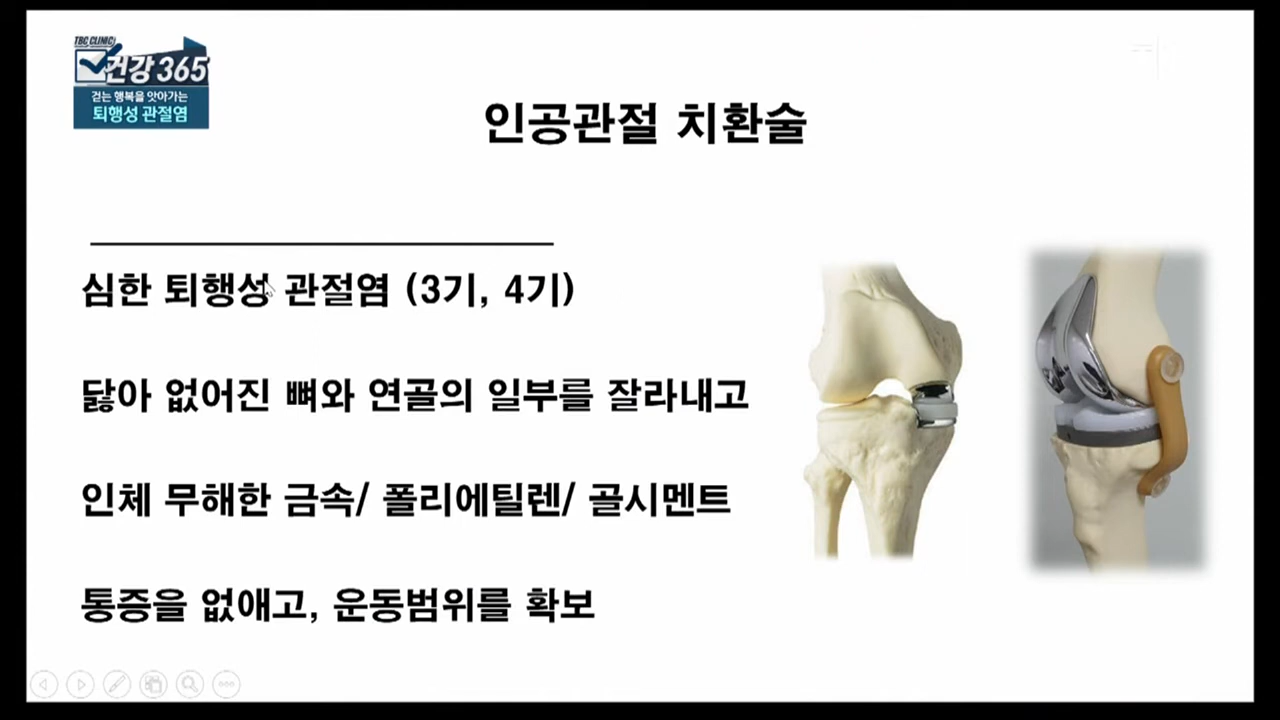 TBC CLINIC
건강 365
걷는 행복을 앗아가는
퇴행성 관절염
인공관절 치환술
심한 퇴행성 관절염 (3기, 4기)
닳아 없어진 뼈와 연골의 일부를 잘라내고
인체 무해한 금속/ 폴리에틸렌/ 골시멘트
통증을 없애고, 운동범위를 확보